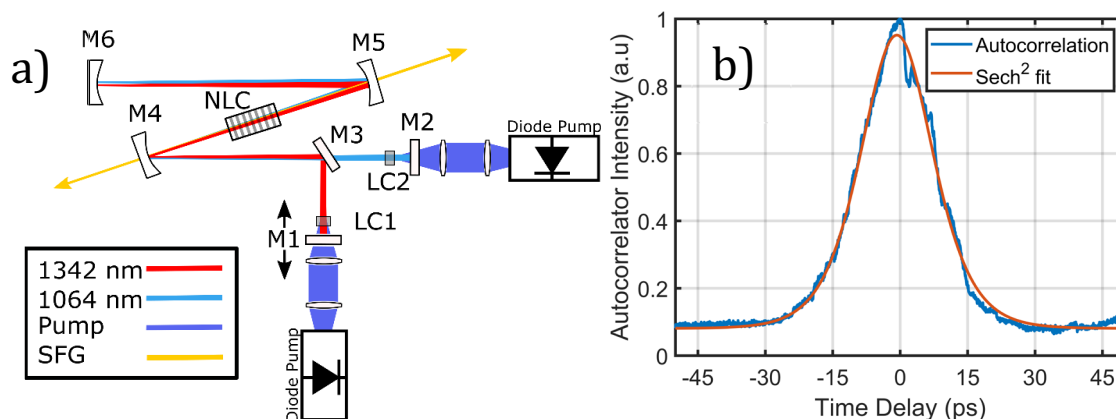 a)
M6
M5
M4
NLC
M3
M2
Diode Pump
LC2
LC1
M1
Diode Pump
1342 nm
1064 nm
Pump
SFG
b)
Autocorrelation
Sech² fit
Autocorrelator Intensity (a.u)
1
0.8
0.6
0.4
0.2
0
-45 -30 -15 0 15 30 45
Time Delay (ps)